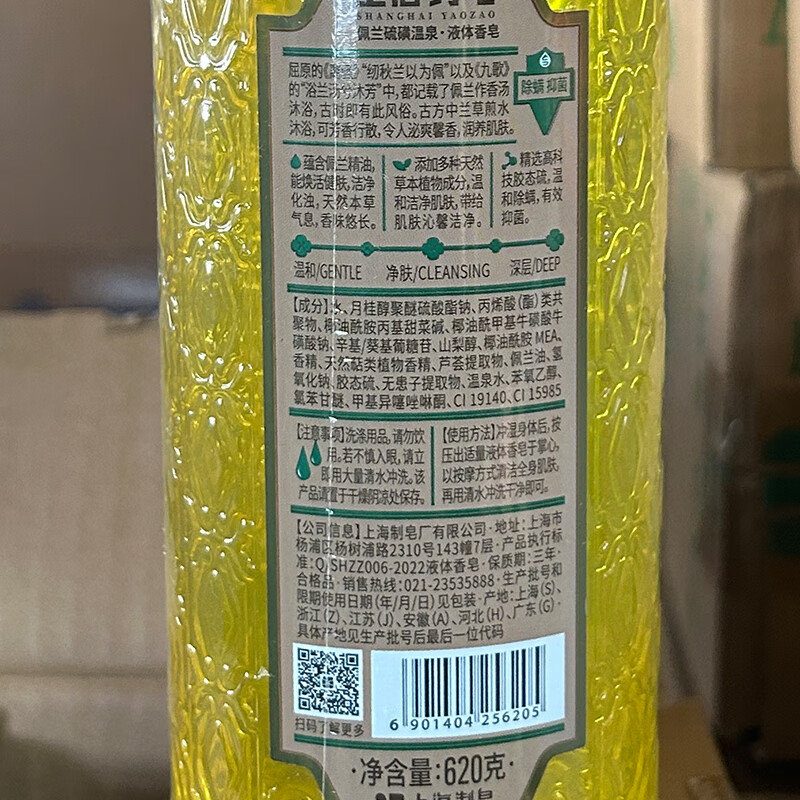 SHANGHAI YAOZAO
佩兰硫磺温泉·液体香皂
屈原的《离骚》“纫秋兰以为佩”以及《九歌》
的“浴兰汤兮沐芳”中,都记载了佩兰作香汤
沐浴,古时即有此风俗。古方中兰草煎水
沐浴,可芳香行散,令人泌爽馨香,润养肌肤。
除螨 抑菌
蕴含佩兰精油,
能焕活健肤,洁净
化浊,天然本草
气息,香味悠长。
添加多种天然
草本植物成分,温
和洁净肌肤,带给
肌肤沁馨洁净。
精选高科
技胶态硫,温
和除螨,有效
抑菌。
温和/GENTLE 净肤/CLEANSING 深层/DEEP
【成分】水、月桂醇聚醚硫酸酯钠、丙烯酸(酯)类共
聚物、椰油酰胺丙基甜菜碱、椰油酰甲基牛磺酸牛
磺酸钠、辛基/葵基葡糖苷、山梨醇、椰油酰胺 MEA、
香精、天然萜类植物香精、芦荟提取物、佩兰油、氢
氧化钠、胶态硫、无患子提取物、温泉水、苯氧乙醇、
氯苯甘醚、甲基异噻唑啉酮、CI 19140、CI 15985
【注意事项】洗涤用品,请勿饮
用。若不慎入眼,请立
即用大量清水冲洗。该
产品请置于干燥阴凉处保存。
【使用方法】冲湿身体后,按
压出适量液体香皂于掌心,
以按摩方式清洁全身肌肤,
再用清水冲洗干净即可。
【公司信息】上海制皂厂有限公司·地址:上海市
杨浦区杨树浦路2310号143幢7层·产品执行标
准:Q/SHZZ006-2022液体香皂·保质期:三年·
合格品·销售热线:021-23535888·生产批号和
限期使用日期(年/月/日)见包装·产地:上海(S)、
浙江(Z)、江苏(J)、安徽(A)、河北(H)、广东(G)·
具体产地见生产批号后最后一位代码
扫码了解更多
6 901404 256205
·净含量:620克·
上海制皂